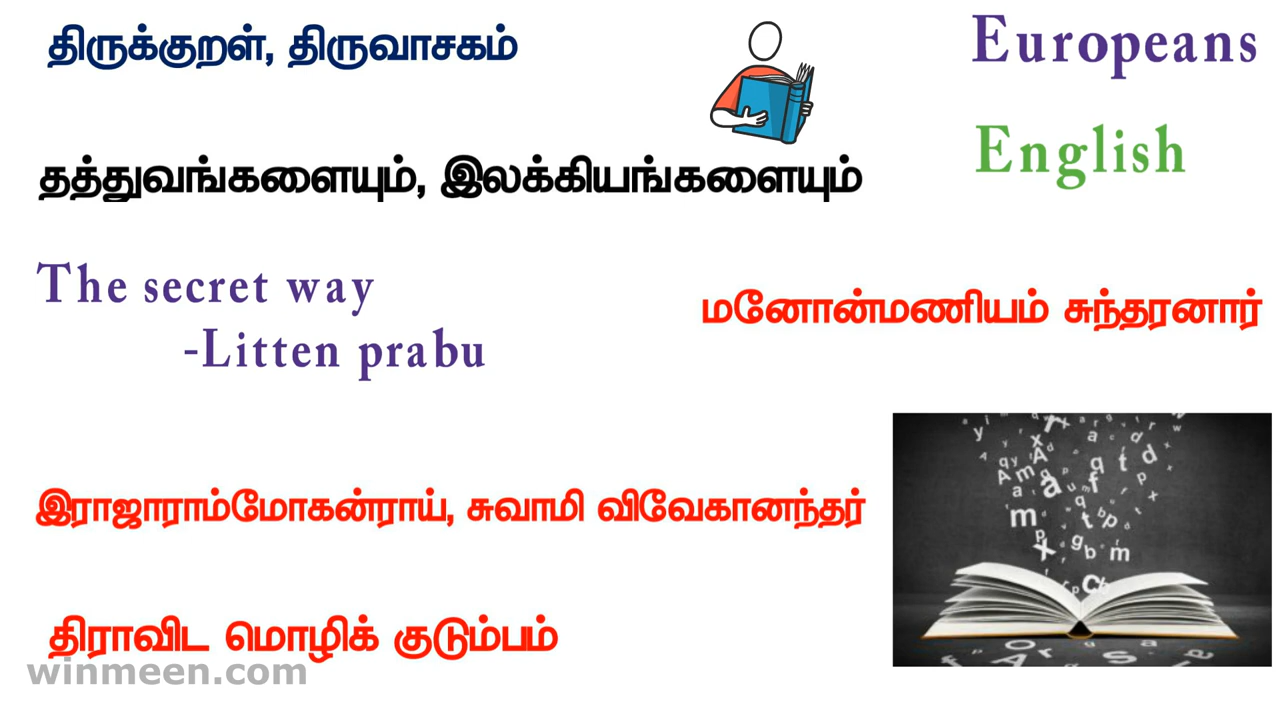 திருக்குறள், திருவாசகம்
Europeans
English
தத்துவங்களையும், இலக்கியங்களையும்
The secret way
-Litten prabu
மனோன்மணியம் சுந்தரனார்
இராஜாராம்மோகன்ராய், சுவாமி விவேகானந்தர்
திராவிட மொழிக் குடும்பம்
winmeen.com